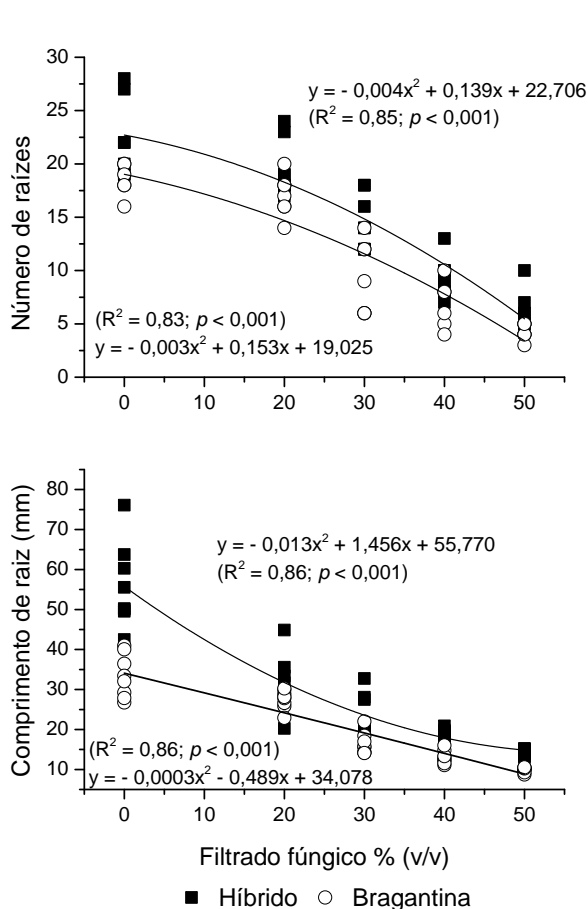 30
25
20
15
10
5
0
Número de raízes
y = - 0,004x² + 0,139x + 22,706
(R² = 0,85; p < 0,001)
(R² = 0,83; p < 0,001)
y = - 0,003x² + 0,153x + 19,025
0 10 20 30 40 50
80
70
60
50
40
30
20
10
Comprimento de raiz (mm)
y = - 0,013x² + 1,456x + 55,770
(R² = 0,86; p < 0,001)
(R² = 0,86; p < 0,001)
y = - 0,0003x² - 0,489x + 34,078
0 10 20 30 40 50
Filtrado fúngico % (v/v)
Híbrido Bragantina